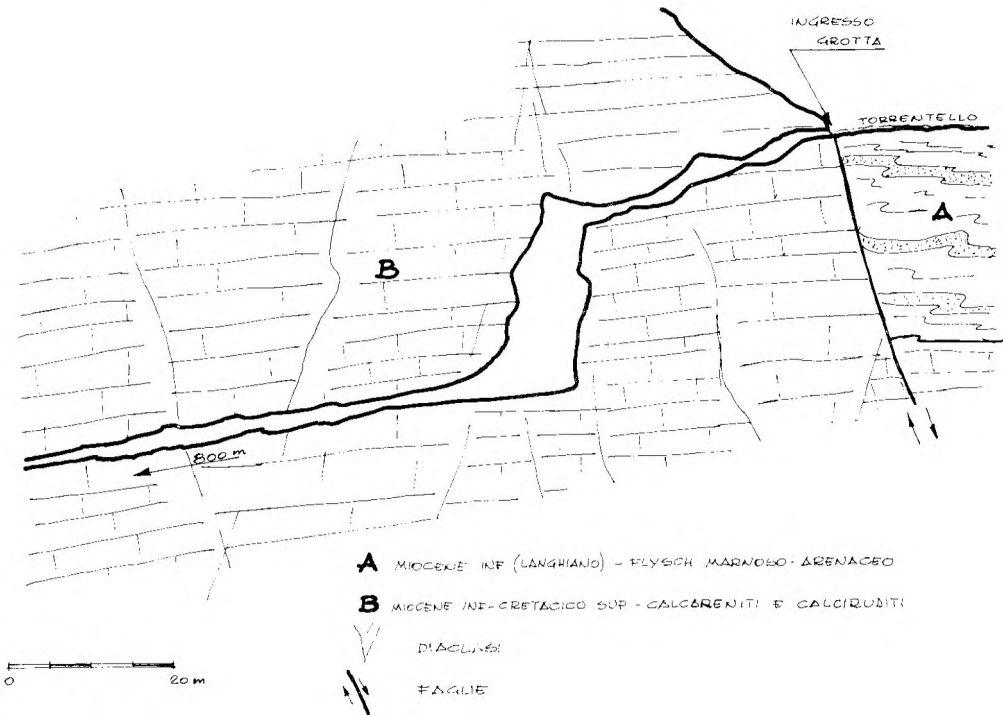 INGRESSO
GROTTA
TORRENTELLO
A
B
800 m
A MIOCENE INF (LANGHIANO) - FLYSCH MARNOSO-ARENACEO
B MIOCENE INF-CRETACICO SUP - CALCARENITI E CALCIRUDITI
DIACLASI
FAGLIE
0 20 m